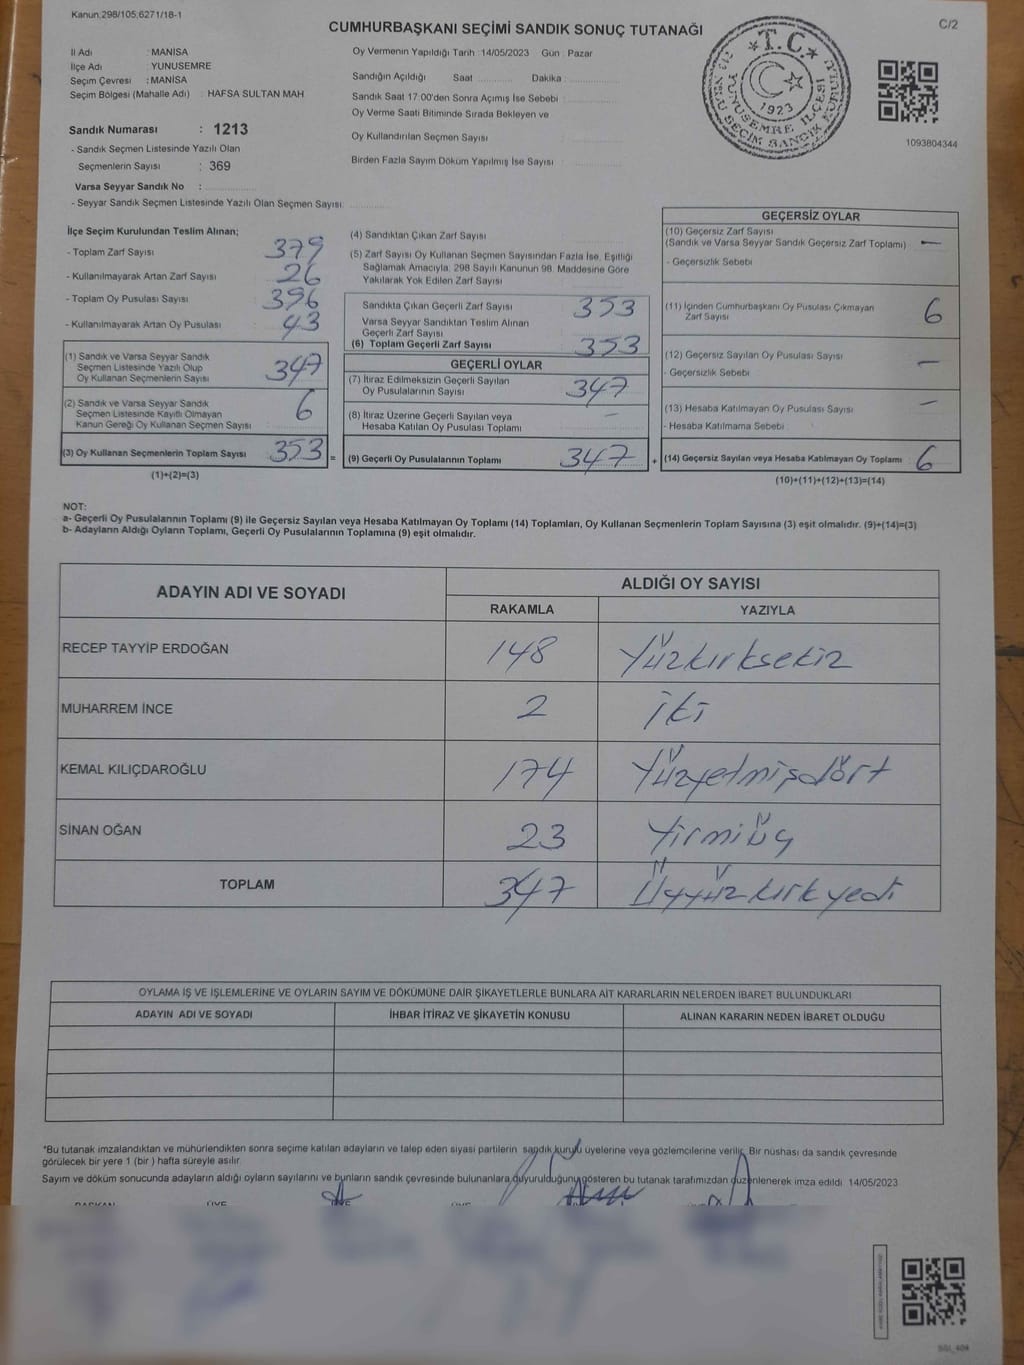 Kanun:298/105;6271/18-1
C/2
CUMHURBAŞKANI SEÇİMİ SANDIK SONUÇ TUTANAĞI
İl Adı : MANİSA
İlçe Adı : YUNUSEMRE
Seçim Çevresi : MANİSA
Seçim Bölgesi (Mahalle Adı) : HAFSA SULTAN MAH
Sandık Numarası : 1213
- Sandık Seçmen Listesinde Yazılı Olan
Seçmenlerin Sayısı : 369
Varsa Seyyar Sandık No :
- Seyyar Sandık Seçmen Listesinde Yazılı Olan Seçmen Sayısı:
Oy Vermenin Yapıldığı Tarih :14/05/2023 Gün : Pazar
Sandığın Açıldığı Saat Dakika :
Sandık Saat 17:00'den Sonra Açımış İse Sebebi :
Oy Verme Saati Bitiminde Sırada Bekleyen ve
Oy Kullandırılan Seçmen Sayısı
Birden Fazla Sayım Döküm Yapılmış İse Sayısı
T.C.
YUNUSEMRE İLÇESİ
1923
1093804344
İlçe Seçim Kurulundan Teslim Alınan;
- Toplam Zarf Sayısı 379
- Kullanılmayarak Artan Zarf Sayısı 26
- Toplam Oy Pusulası Sayısı 396
- Kullanılmayarak Artan Oy Pusulası 43
(1) Sandık ve Varsa Seyyar Sandık
Seçmen Listesinde Yazılı Olup
Oy Kullanan Seçmenlerin Sayısı 347
(2) Sandık ve Varsa Seyyar Sandık
Seçmen Listesinde Kayıtlı Olmayan
Kanun Gereği Oy Kullanan Seçmen Sayısı 6
(3) Oy Kullanan Seçmenlerin Toplam Sayısı 353 =
(1)+(2)=(3)
(4) Sandıktan Çıkan Zarf Sayısı
(5) Zarf Sayısı Oy Kullanan Seçmen Sayısından Fazla İse, Eşitliği
Sağlamak Amacıyla, 298 Sayılı Kanunun 98. Maddesine Göre
Yakılarak Yok Edilen Zarf Sayısı
Sandıkta Çıkan Geçerli Zarf Sayısı 353
Varsa Seyyar Sandıktan Teslim Alınan
Geçerli Zarf Sayısı
(6) Toplam Geçerli Zarf Sayısı 353
GEÇERLİ OYLAR
(7) İtiraz Edilmeksizin Geçerli Sayılan
Oy Pusulalarının Sayısı 347
(8) İtiraz Üzerine Geçerli Sayılan veya
Hesaba Katılan Oy Pusulası Toplamı -
(9) Geçerli Oy Pusulalarının Toplamı 347 +
GEÇERSİZ OYLAR
(10) Geçersiz Zarf Sayısı
(Sandık ve Varsa Seyyar Sandık Geçersiz Zarf Toplamı) -
- Geçersizlik Sebebi
(11) İçinden Cumhurbaşkanı Oy Pusulası Çıkmayan
Zarf Sayısı 6
(12) Geçersiz Sayılan Oy Pusulası Sayısı -
- Geçersizlik Sebebi
(13) Hesaba Katılmayan Oy Pusulası Sayısı -
- Hesaba Katılmama Sebebi
(14) Geçersiz Sayılan veya Hesaba Katılmayan Oy Toplamı 6
(10)+(11)+(12)+(13)=(14)
NOT:
a- Geçerli Oy Pusulalarının Toplamı (9) ile Geçersiz Sayılan veya Hesaba Katılmayan Oy Toplamı (14) Toplamları, Oy Kullanan Seçmenlerin Toplam Sayısına (3) eşit olmalıdır. (9)+(14)=(3)
b- Adayların Aldığı Oyların Toplamı, Geçerli Oy Pusulalarının Toplamına (9) eşit olmalıdır.
ADAYIN ADI VE SOYADI
ALDIĞI OY SAYISI
RAKAMLA YAZIYLA
RECEP TAYYİP ERDOĞAN 148 Yüzkırksekiz
MUHARREM İNCE 2 iki
KEMAL KILIÇDAROĞLU 174 Yüzyetmişdört
SİNAN OĞAN 23 Yirmiüç
TOPLAM 347 Üçyüzkırkyedi
OYLAMA İŞ VE İŞLEMLERİNE VE OYLARIN SAYIM VE DÖKÜMÜNE DAİR ŞİKAYETLERLE BUNLARA AİT KARARLARIN NELERDEN İBARET BULUNDUKLARI
ADAYIN ADI VE SOYADI İHBAR İTİRAZ VE ŞİKAYETİN KONUSU ALINAN KARARIN NEDEN İBARET OLDUĞU
*Bu tutanak imzalandıktan ve mühürlendikten sonra seçime katılan adayların ve talep eden siyasi partilerin sandık kurulu üyelerine veya gözlemcilerine verilir. Bir nüshası da sandık çevresinde
görülecek bir yere 1 (bir ) hafta süreyle asılır.
Sayım ve döküm sonucunda adayların aldığı oyların sayılarını ve bunların sandık çevresinde bulunanlara duyurulduğunu gösteren bu tutanak tarafımızdan düzenlenerek imza edildi. 14/05/2023